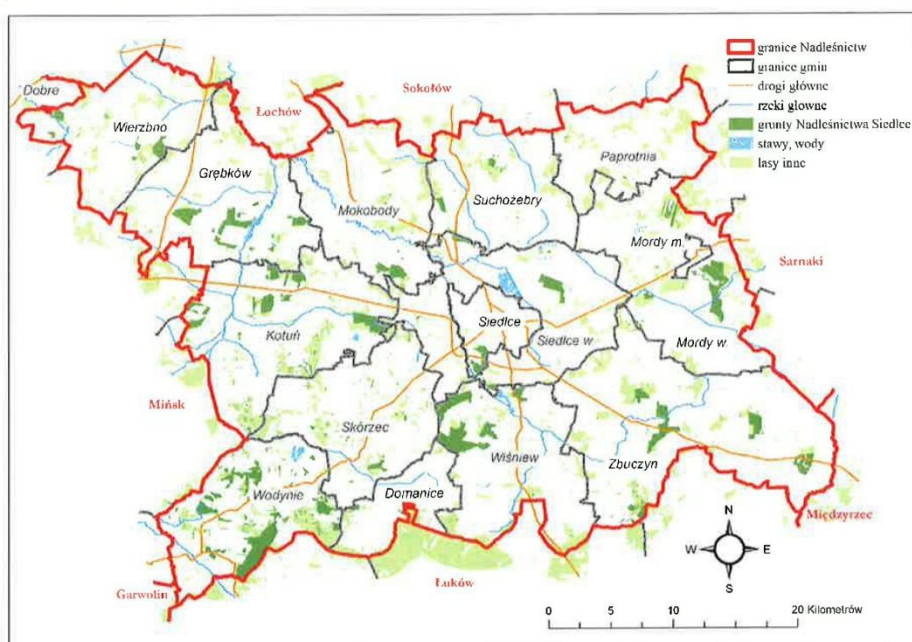 granice Nadleśnictw
granice gmin
drogi główne
rzeki głowne
grunty Nadleśnictwa Siedlce
stawy, wody
lasy inne
Dobre
Wierzbno
Łochów
Sokołów
Grębków
Mokobody
Suchożebry
Paprotnia
Mordy m.
Sarnaki
Siedlce
Kotuń
Siedlce w
Mordy w
Mińsk
Skórzec
Wiśniew
Zbuczyn
Wodynie
Domanice
Międzyrzec
Garwolin
Łuków
N
W
E
S
0 5 10 20 Kilometrów